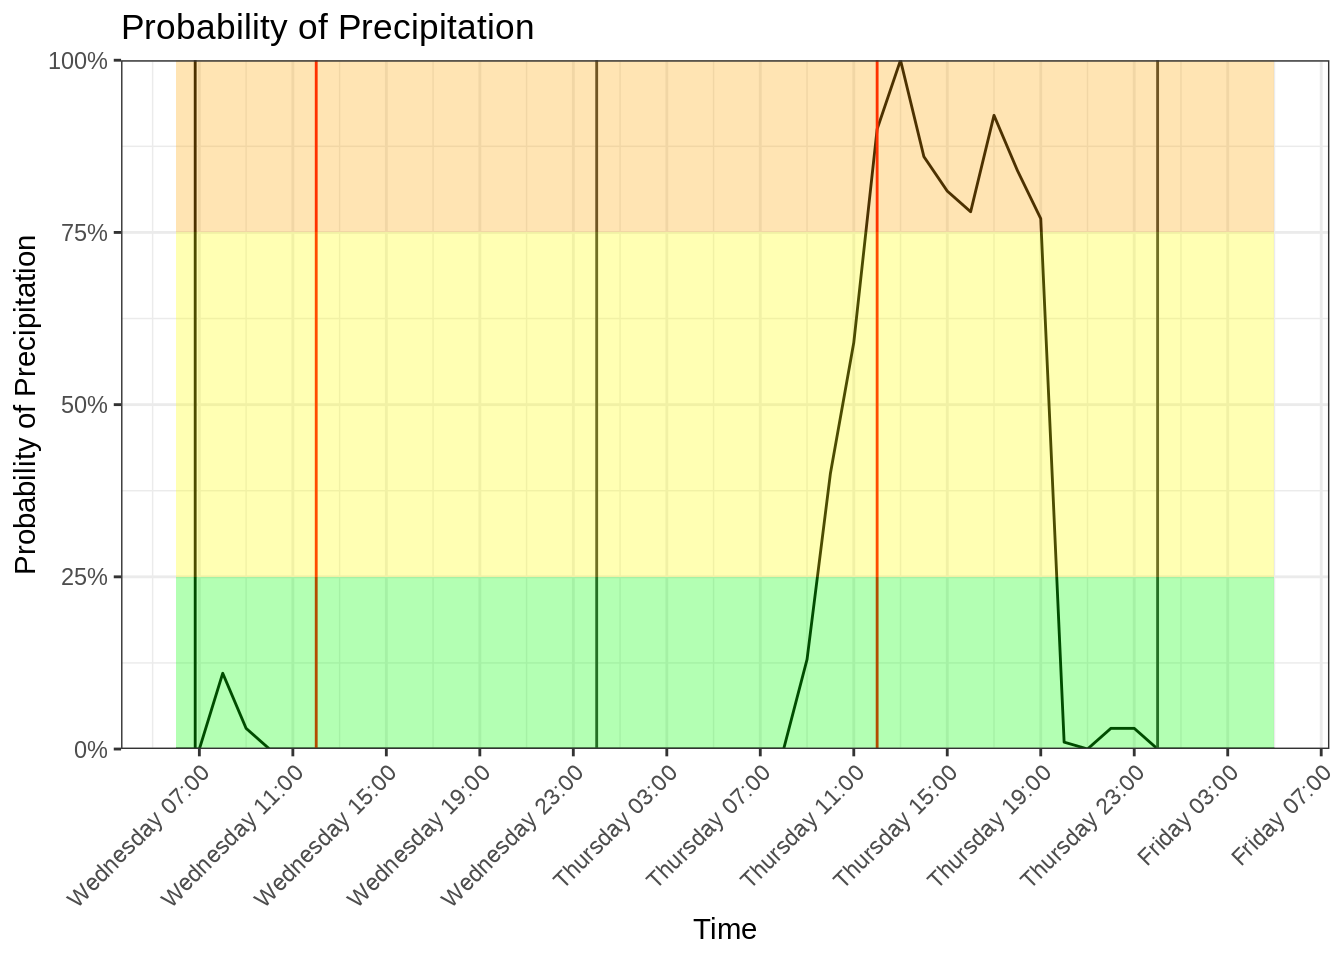 Probability of Precipitation
Probability of Precipitation
100%
75%
50%
25%
0%
Wednesday 07:00
Wednesday 11:00
Wednesday 15:00
Wednesday 19:00
Wednesday 23:00
Thursday 03:00
Thursday 07:00
Thursday 11:00
Thursday 15:00
Thursday 19:00
Thursday 23:00
Friday 03:00
Friday 07:00
Time